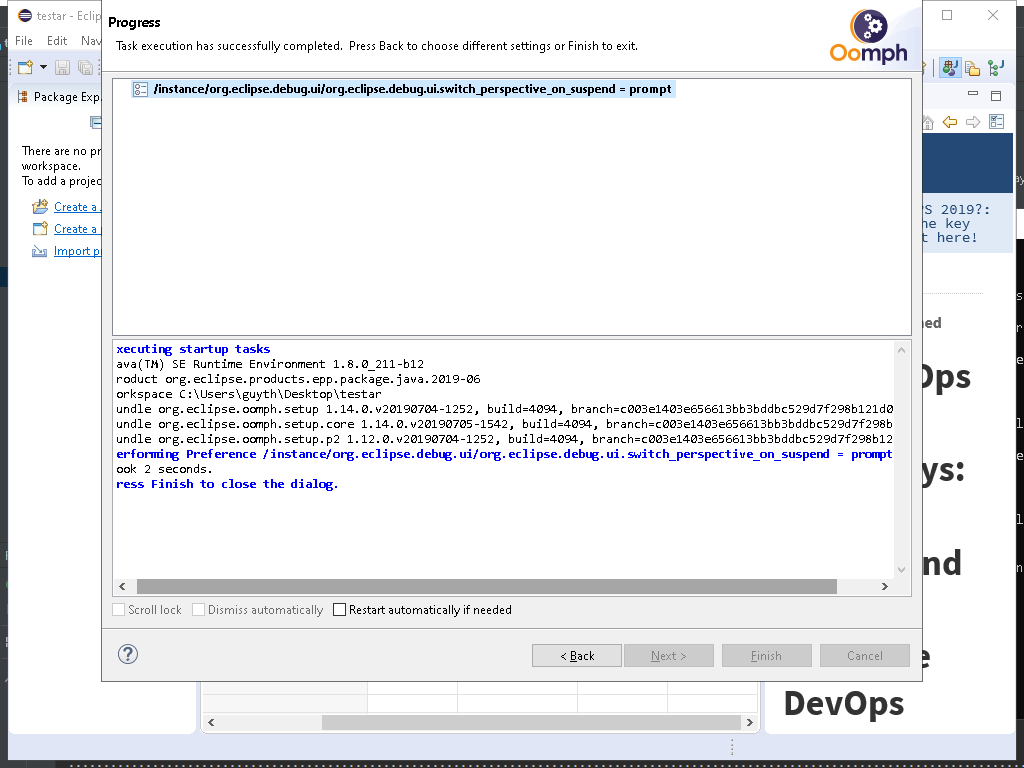 testar - Eclip
File Edit Nav
Package Exp
There are no pr
workspace.
To add a projec
Create a
Create a
Import p
Progress
Task execution has successfully completed. Press Back to choose different settings or Finish to exit.
Oomph
/instance/org.eclipse.debug.ui/org.eclipse.debug.ui.switch_perspective_on_suspend = prompt
xecuting startup tasks
ava(TM) SE Runtime Environment 1.8.0_211-b12
roduct org.eclipse.products.epp.package.java.2019-06
orkspace C:\Users\guyth\Desktop\testar
undle org.eclipse.oomph.setup 1.14.0.v20190704-1252, build=4094, branch=c003e1403e656613bb3bddbc529d7f298b121d0
undle org.eclipse.oomph.setup.core 1.14.0.v20190705-1542, build=4094, branch=c003e1403e656613bb3bddbc529d7f298b
undle org.eclipse.oomph.setup.p2 1.12.0.v20190704-1252, build=4094, branch=c003e1403e656613bb3bddbc529d7f298b12
erforming Preference /instance/org.eclipse.debug.ui/org.eclipse.debug.ui.switch_perspective_on_suspend = prompt
ook 2 seconds.
ress Finish to close the dialog.
Scroll lock Dismiss automatically Restart automatically if needed
< Back Next > Finish Cancel
PS 2019?:
he key
t here!
ned
Ops
ys:
nd
e
DevOps